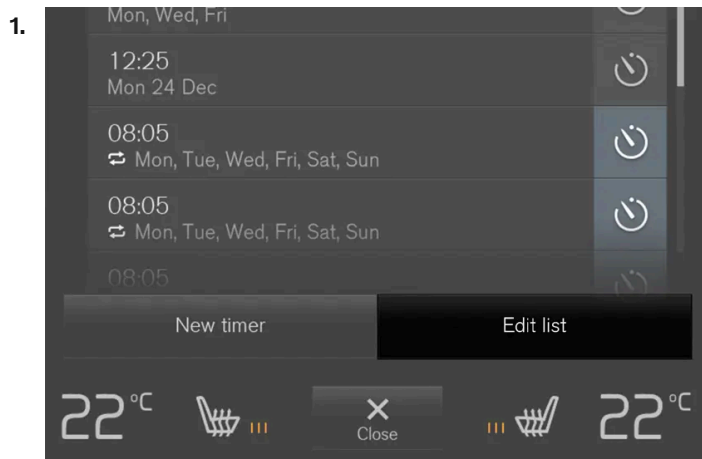 1.
Mon, Wed, Fri
12:25
Mon 24 Dec
08:05
Mon, Tue, Wed, Fri, Sat, Sun
08:05
Mon, Tue, Wed, Fri, Sat, Sun
08:05
New timer Edit list
22°C 22°C
Close